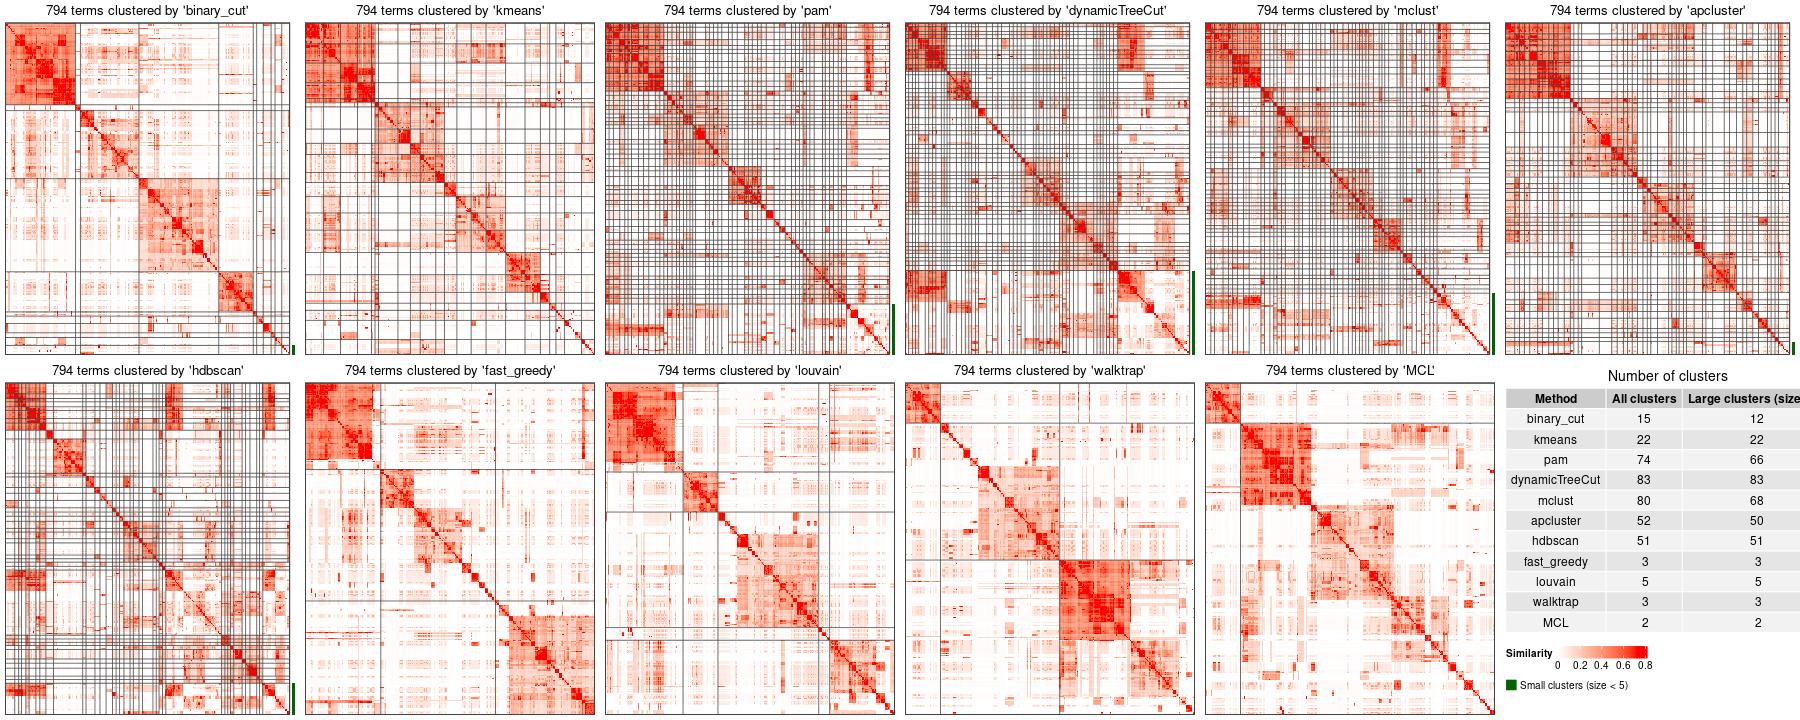 794 terms clustered by 'binary_cut'
794 terms clustered by 'kmeans'
794 terms clustered by 'pam'
794 terms clustered by 'dynamicTreeCut'
794 terms clustered by 'mclust'
794 terms clustered by 'apcluster'
794 terms clustered by 'hdbscan'
794 terms clustered by 'fast_greedy'
794 terms clustered by 'louvain'
794 terms clustered by 'walktrap'
794 terms clustered by 'MCL'
Number of clusters
Method All clusters Large clusters (size
binary_cut 15 12
kmeans 22 22
pam 74 66
dynamicTreeCut 83 83
mclust 80 68
apcluster 52 50
hdbscan 51 51
fast_greedy 3 3
louvain 5 5
walktrap 3 3
MCL 2 2
Similarity
0 0.2 0.4 0.6 0.8
Small clusters (size < 5)